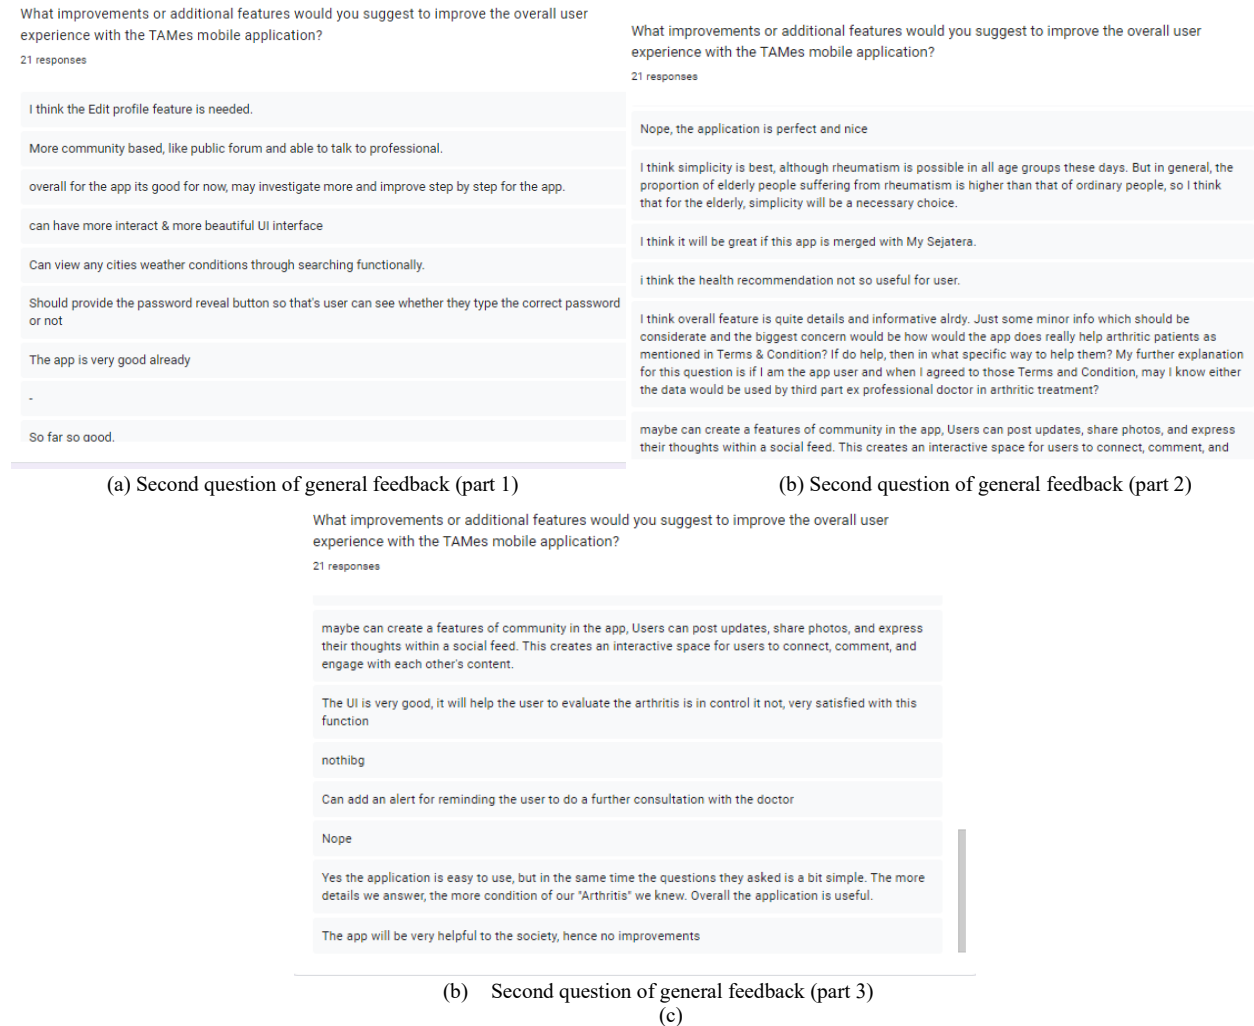 What improvements or additional features would you suggest to improve the overall user
experience with the TAMes mobile application?
21 responses
I think the Edit profile feature is needed.
More community based, like public forum and able to talk to professional.
overall for the app its good for now, may investigate more and improve step by step for the app.
can have more interact & more beautiful UI interface
Can view any cities weather conditions through searching functionally.
Should provide the password reveal button so that's user can see whether they type the correct password
or not
The app is very good already
-
So far so good.
(a) Second question of general feedback (part 1)
What improvements or additional features would you suggest to improve the overall user
experience with the TAMes mobile application?
21 responses
Nope, the application is perfect and nice
I think simplicity is best, although rheumatism is possible in all age groups these days. But in general, the
proportion of elderly people suffering from rheumatism is higher than that of ordinary people, so I think
that for the elderly, simplicity will be a necessary choice.
I think it will be great if this app is merged with My Sejatera.
i think the health recommendation not so useful for user.
I think overall feature is quite details and informative alrdy. Just some minor info which should be
considerate and the biggest concern would be how would the app does really help arthritic patients as
mentioned in Terms & Condition? If do help, then in what specific way to help them? My further explanation
for this question is if I am the app user and when I agreed to those Terms and Condition, may I know either
the data would be used by third part ex professional doctor in arthritic treatment?
maybe can create a features of community in the app, Users can post updates, share photos, and express
their thoughts within a social feed. This creates an interactive space for users to connect, comment, and
(b) Second question of general feedback (part 2)
What improvements or additional features would you suggest to improve the overall user
experience with the TAMes mobile application?
21 responses
maybe can create a features of community in the app, Users can post updates, share photos, and express
their thoughts within a social feed. This creates an interactive space for users to connect, comment, and
engage with each other's content.
The UI is very good, it will help the user to evaluate the arthritis is in control it not, very satisfied with this
function
nothibg
Can add an alert for reminding the user to do a further consultation with the doctor
Nope
Yes the application is easy to use, but in the same time the questions they asked is a bit simple. The more
details we answer, the more condition of our "Arthritis" we knew. Overall the application is useful.
The app will be very helpful to the society, hence no improvements
(b) Second question of general feedback (part 3)
(c)